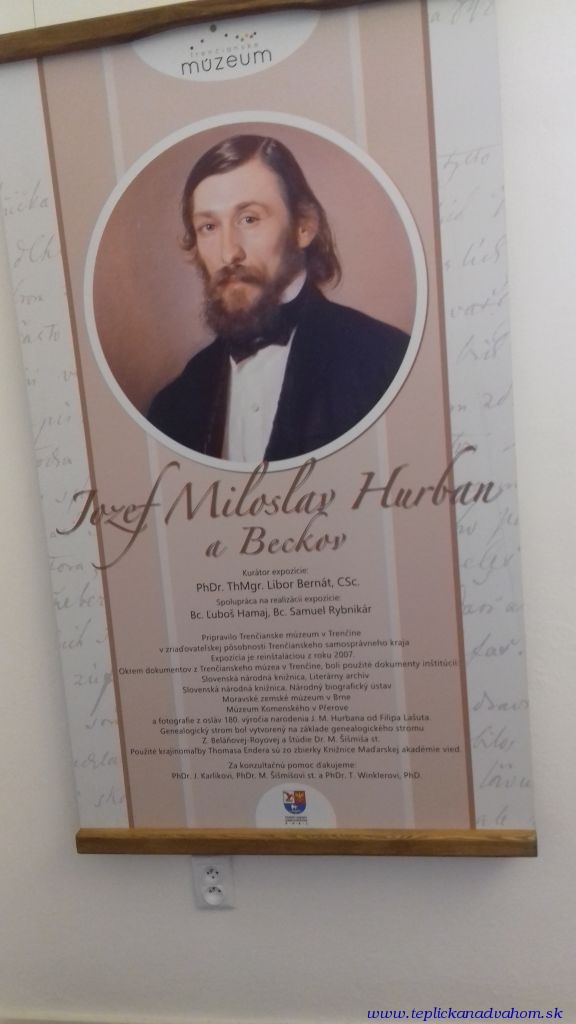 trenčianske
múzeum
Jozef Miloslav Hurban
a Beckov
Kurátor expozície:
PhDr. ThMgr. Libor Bernát, CSc.
Spolupráca na realizácii expozície:
Bc. Ľuboš Hamaj, Bc. Samuel Rybnikár
Pripravilo Trenčianske múzeum v Trenčíne
v zriaďovateľskej pôsobnosti Trenčianskeho samosprávneho kraja
Expozícia je reinštaláciou z roku 2007.
Okrem dokumentov z Trenčianskeho múzea v Trenčíne, boli použité dokumenty inštitúcií:
Slovenská národná knižnica, Literárny archív
Slovenská národná knižnica, Národný biografický ústav
Moravské zemské múzeum v Brne
Múzeum Komenského v Přerove
a fotografie z osláv 180. výročia narodenia J. M. Hurbana od Filipa Lašuta.
Genealogický strom bol vytvorený na základe genealogického stromu
Z. Beláňovej-Royovej a štúdie Dr. M. Šišmiša st.
Použité krajinomaľby Thomasa Endera sú zo zbierky Knižnice Maďarskej akadémie vied.
Za konzultačnú pomoc ďakujeme:
PhDr. J. Karlíkovi, PhDr. M. Šišmišovi st. a PhDr. T. Winklerovi, PhD.
www.teplickanadvahom.sk